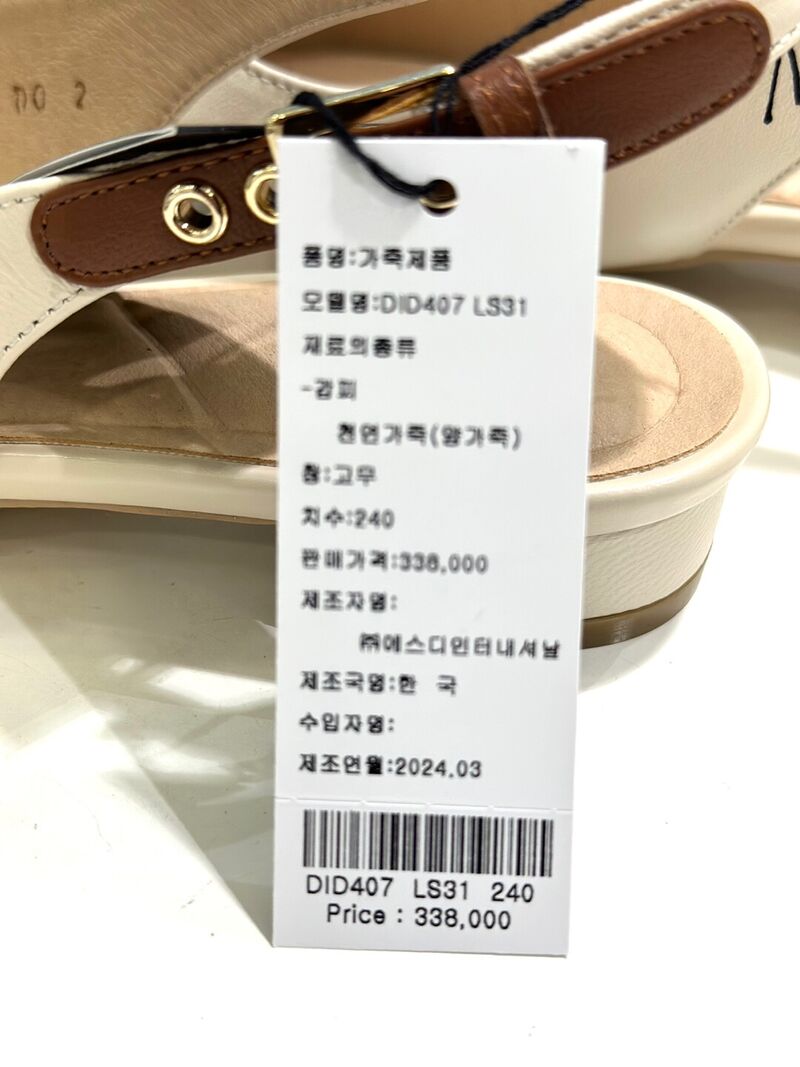 DO 2
품명:가죽제품
모델명:DID407 LS31
재료의종류
-겉피
천연가죽(양가죽)
창:고무
치수:240
판매가격:338,000
제조자명:
㈜에스디인터내셔날
제조국명:한 국
수입자명:
제조연월:2024.03
DID407 LS31 240
Price : 338,000